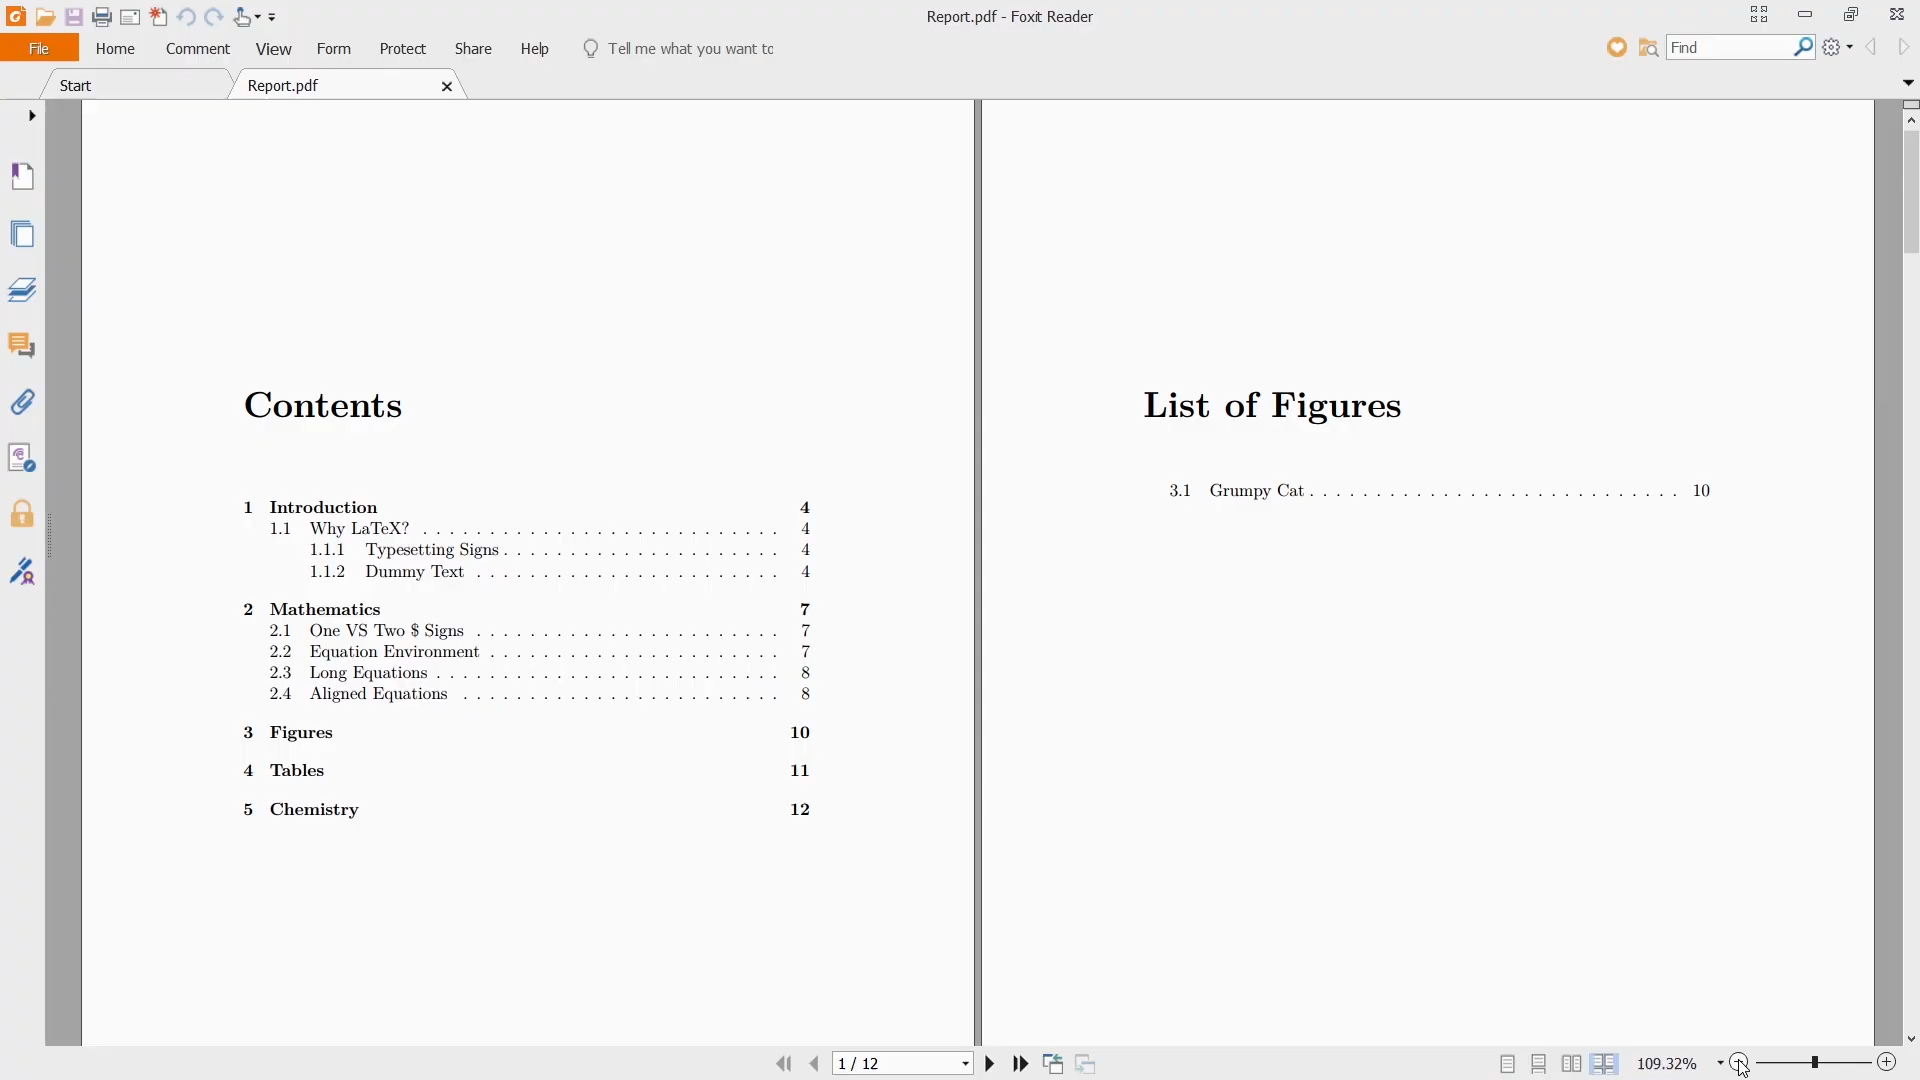 Report.pdf - Foxit Reader
File Home Comment View Form Protect Share Help Tell me what you want to
Find
Start Report.pdf
Contents
1 Introduction 4
1.1 Why LaTeX? . . . . . . . . . . . . . . . . . . . . . . . . . . . 4
1.1.1 Typesetting Signs . . . . . . . . . . . . . . . . . . . . . 4
1.1.2 Dummy Text . . . . . . . . . . . . . . . . . . . . . . . 4
2 Mathematics 7
2.1 One VS Two $ Signs . . . . . . . . . . . . . . . . . . . . . . . 7
2.2 Equation Environment . . . . . . . . . . . . . . . . . . . . . . 7
2.3 Long Equations . . . . . . . . . . . . . . . . . . . . . . . . . . 8
2.4 Aligned Equations . . . . . . . . . . . . . . . . . . . . . . . . 8
3 Figures 10
4 Tables 11
5 Chemistry 12
List of Figures
3.1 Grumpy Cat . . . . . . . . . . . . . . . . . . . . . . . . . . . . 10
1 / 12
109.32%